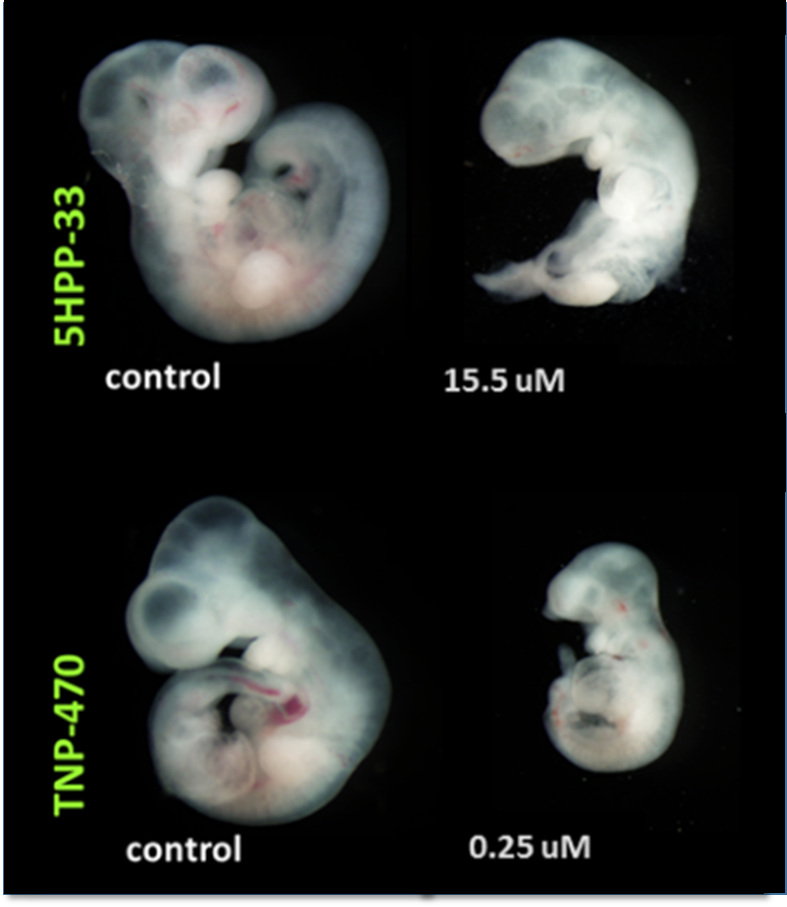 5HPP-33
control
15.5 uM
TNP-470
control
0.25 uM